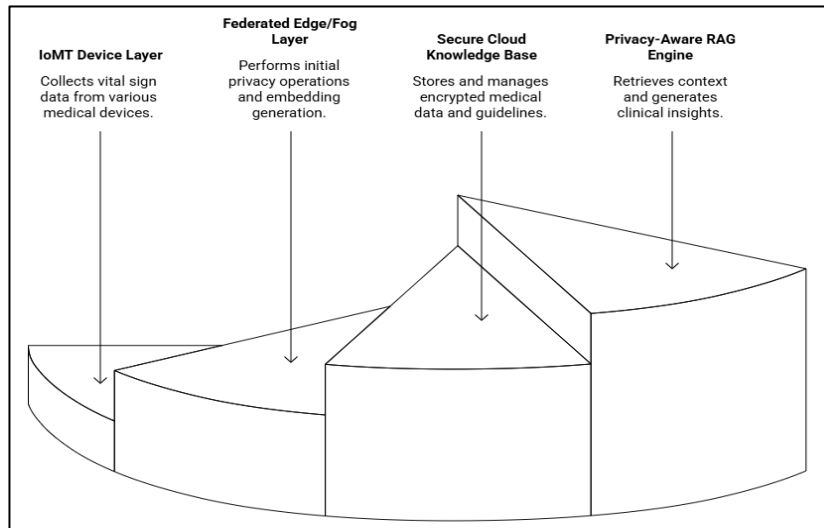 IoMT Device Layer
Collects vital sign
data from various
medical devices.
Federated Edge/Fog
Layer
Performs initial
privacy operations
and embedding
generation.
Secure Cloud
Knowledge Base
Stores and manages
encrypted medical
data and guidelines.
Privacy-Aware RAG
Engine
Retrieves context
and generates
clinical insights.